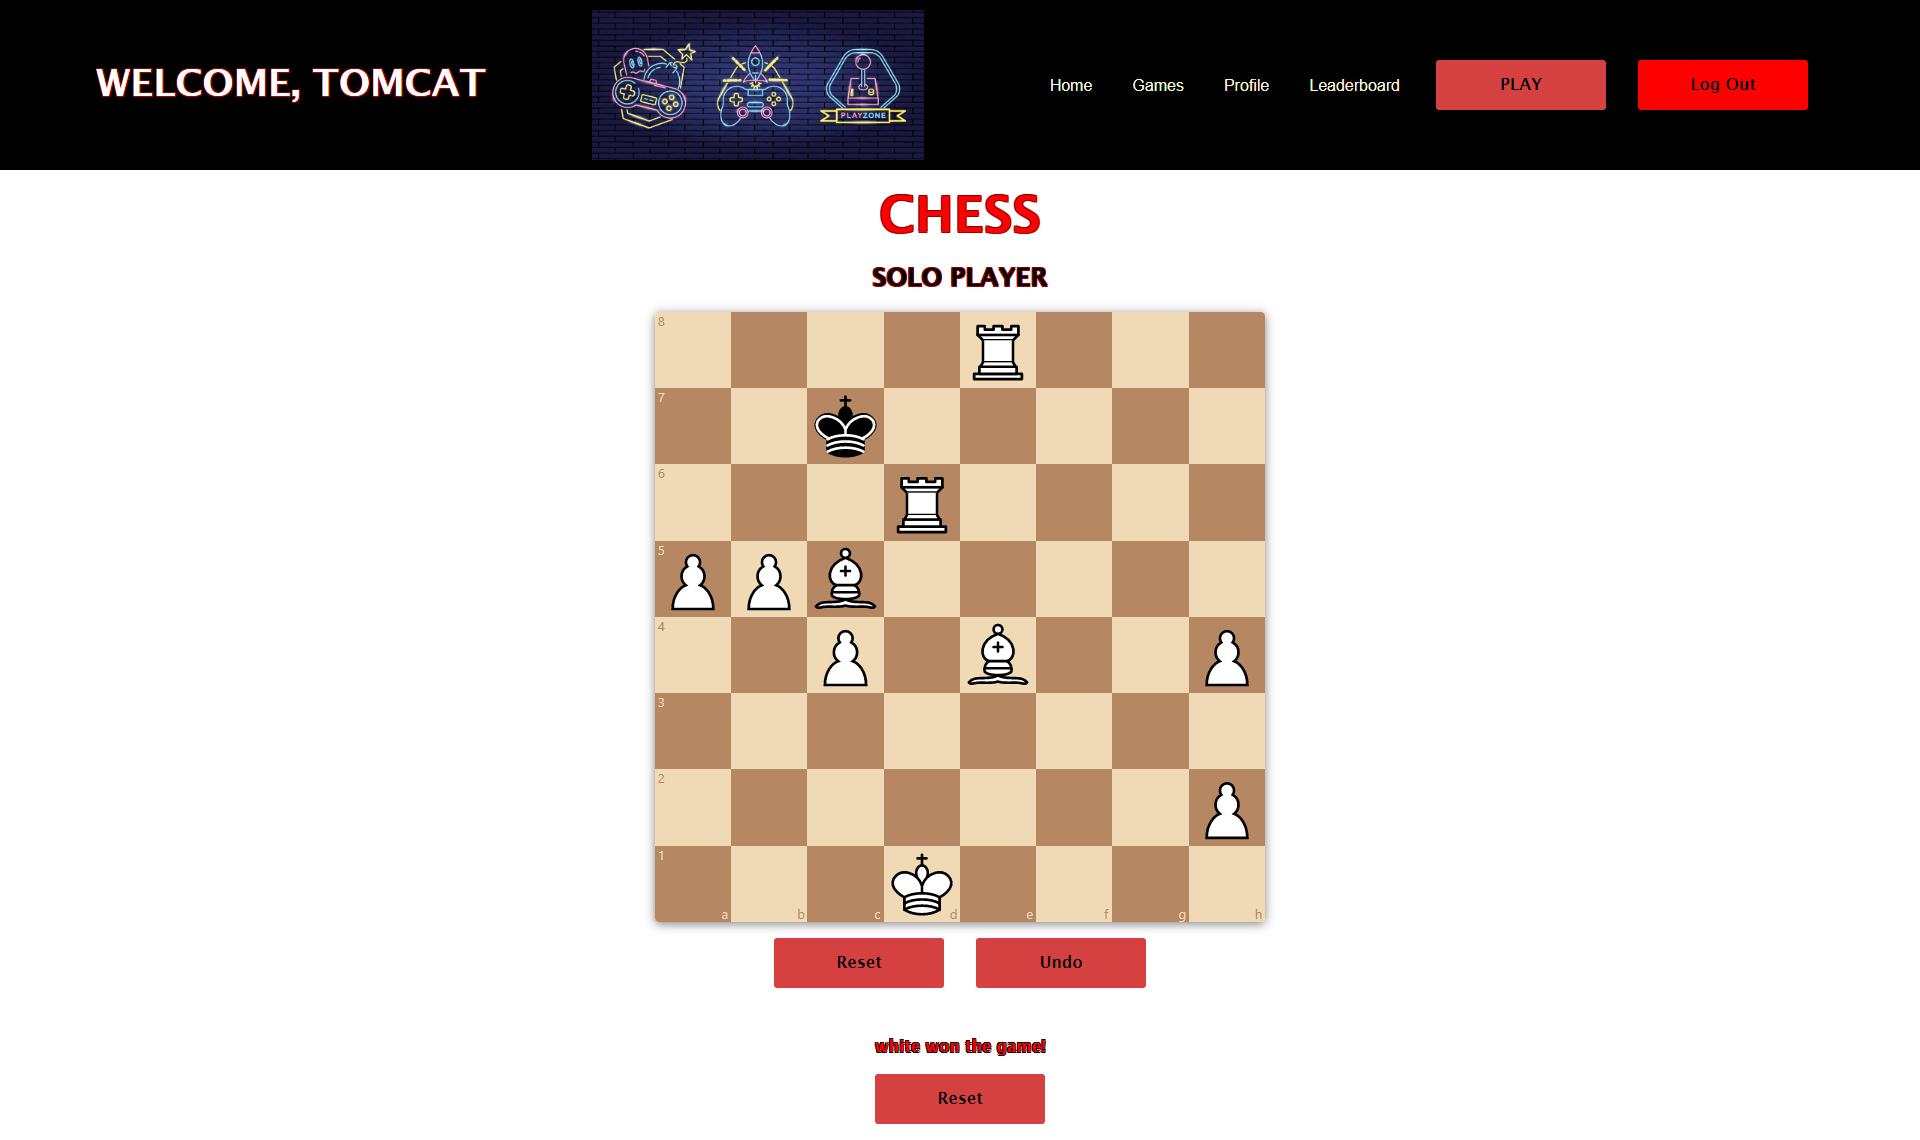 WELCOME, TOMCAT
PLAYZONE
Home Games Profile Leaderboard PLAY Log Out
CHESS
SOLO PLAYER
8
7
6
5
4
3
2
1
a b c d e f g h
Reset Undo
white won the game!
Reset